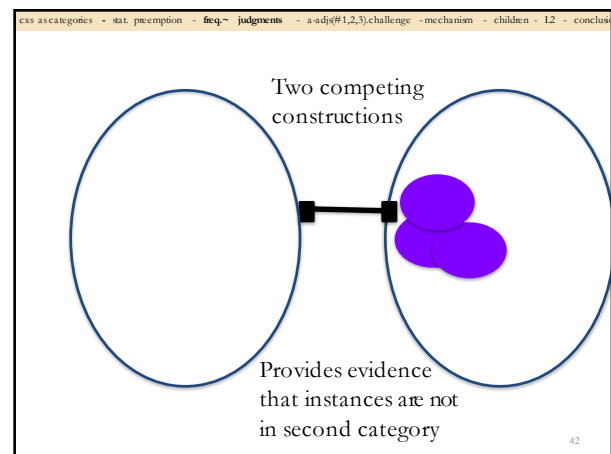 cxs as categories - stat. preemption - freq.~ judgments - a-adjs(#1,2,3).challenge - mechanism - children - L2 - conclusi
Two competing
constructions
Provides evidence
that instances are not
in second category
42